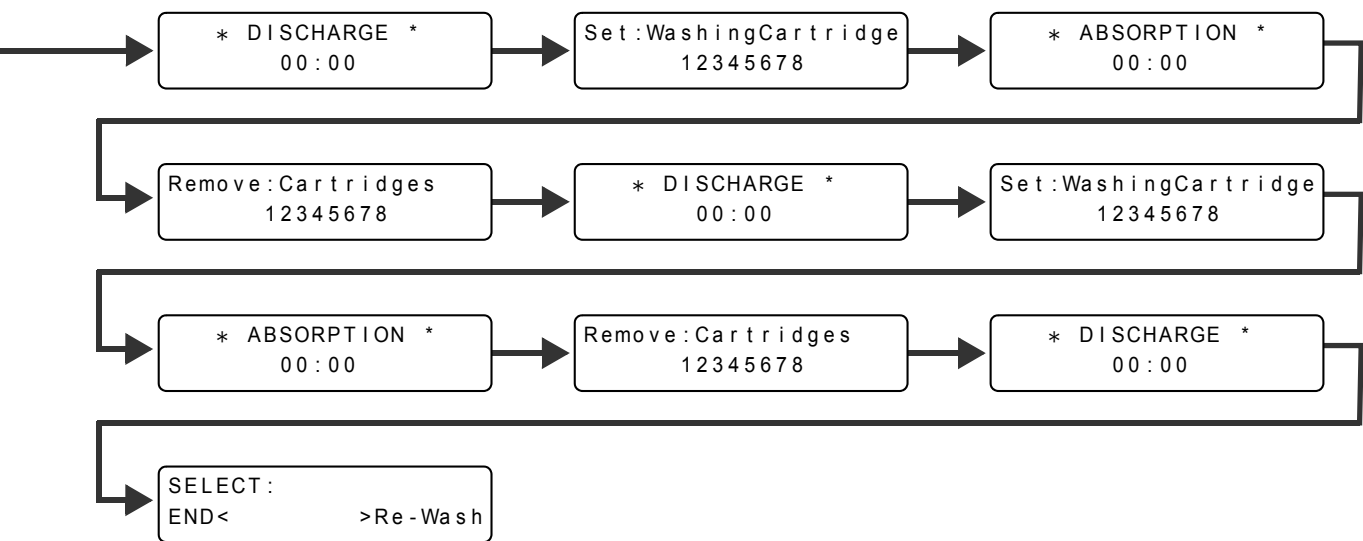 * DISCHARGE *
00:00
Set:WashingCartridge
12345678
* ABSORPTION *
00:00
Remove:Cartridges
12345678
* DISCHARGE *
00:00
Set:WashingCartridge
12345678
* ABSORPTION *
00:00
Remove:Cartridges
12345678
* DISCHARGE *
00:00
SELECT:
END< >Re-Wash